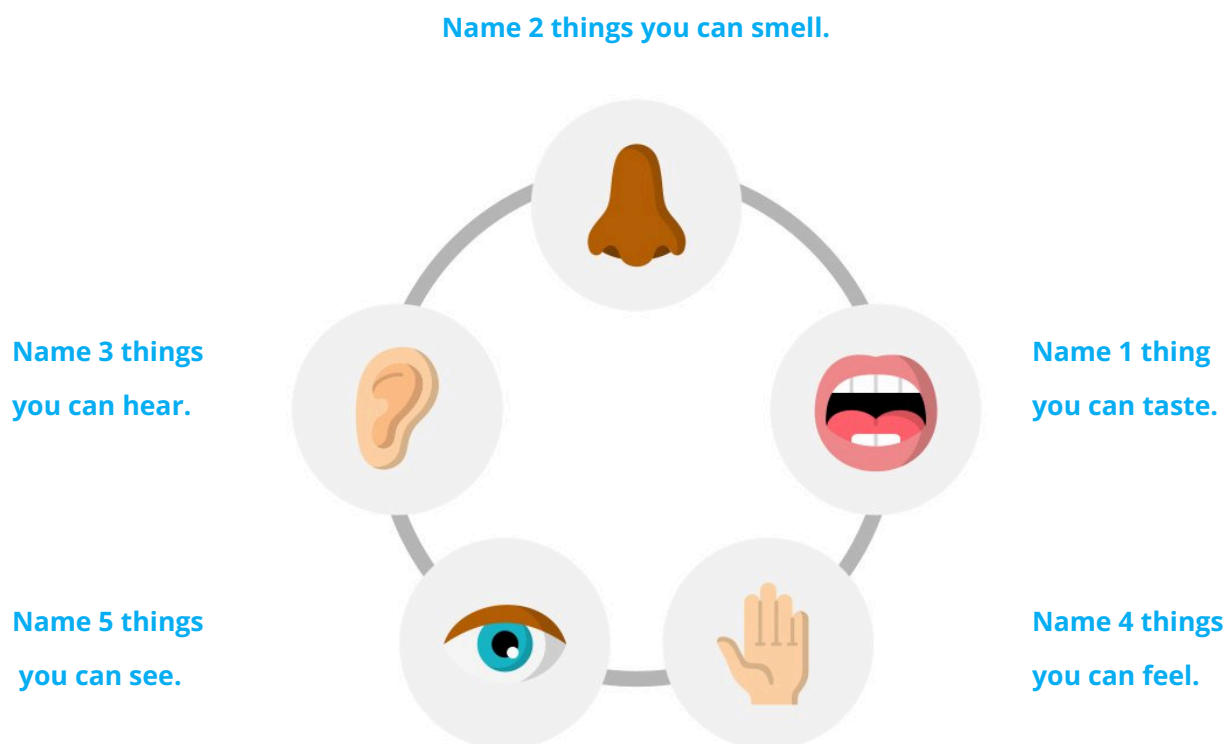 Name 2 things you can smell.
Name 3 things
you can hear.
Name 1 thing
you can taste.
Name 5 things
you can see.
Name 4 things
you can feel.